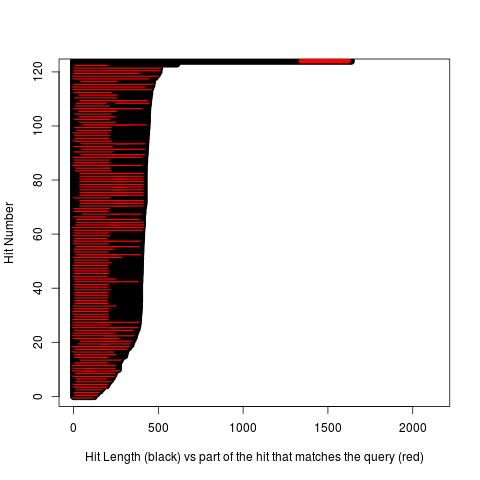 120
100
80
60
40
20
0
Hit Number
0 500 1000 1500 2000
Hit Length (black) vs part of the hit that matches the query (red)